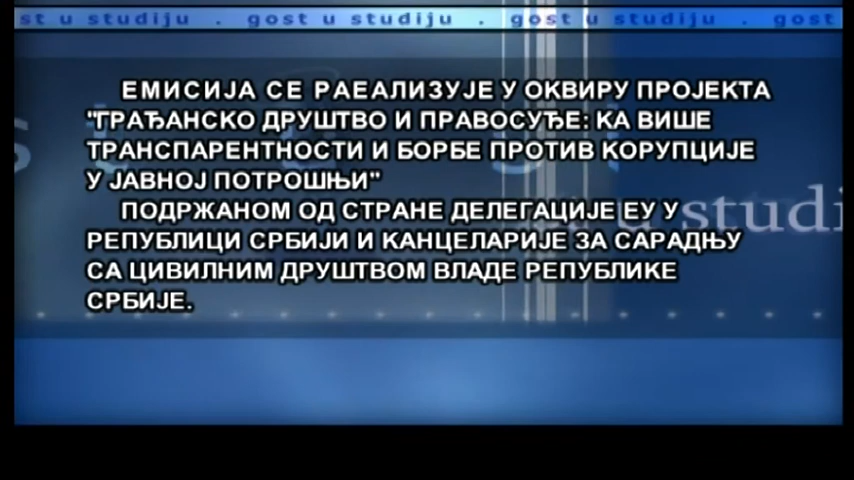 st u studiju . gost u studiju . gost u studiju . gost
ЕМИСИЈА СЕ РАЕАЛИЗУЈЕ У ОКВИРУ ПРОЈЕКТА
"ГРАЂАНСКО ДРУШТВО И ПРАВОСУЂЕ: КА ВИШЕ
ТРАНСПАРЕНТНОСТИ И БОРБЕ ПРОТИВ КОРУПЦИЈЕ
У ЈАВНОЈ ПОТРОШЊИ"
ПОДРЖАНОМ ОД СТРАНЕ ДЕЛЕГАЦИЈЕ ЕУ У
РЕПУБЛИЦИ СРБИЈИ И КАНЦЕЛАРИЈЕ ЗА САРАДЊУ
СА ЦИВИЛНИМ ДРУШТВОМ ВЛАДЕ РЕПУБЛИКЕ
СРБИЈЕ.
u studi